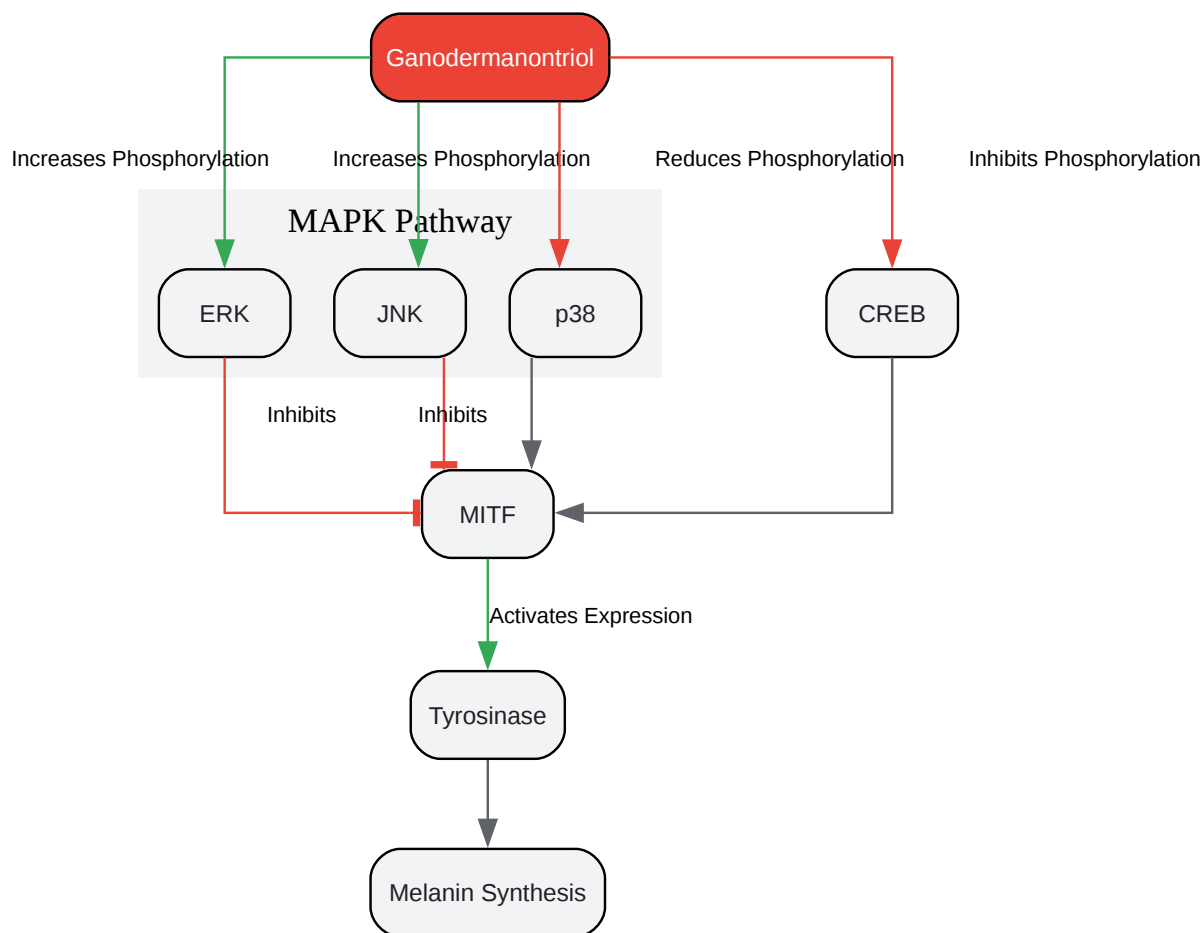 Ganodermanontriol
Increases Phosphorylation
Increases Phosphorylation
Reduces Phosphorylation
Inhibits Phosphorylation
MAPK Pathway
ERK
JNK
p38
CREB
Inhibits
Inhibits
MITF
Activates Expression
Tyrosinase
Melanin Synthesis